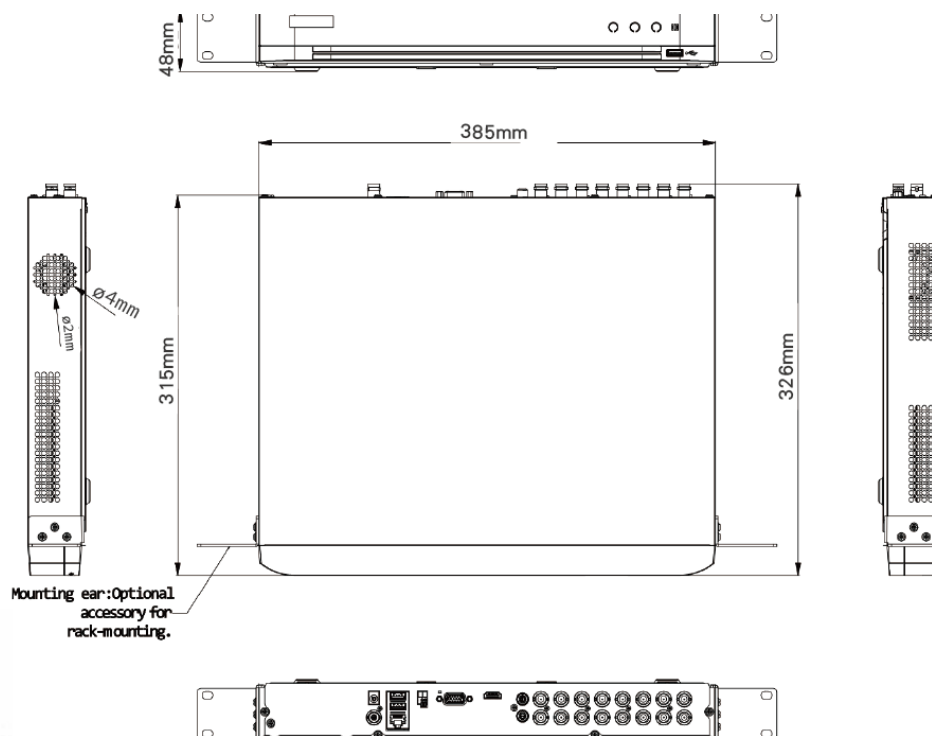 48mm
385mm
ø4mm
ø2mm
315mm
326mm
Mounting ear:Optional
accessory for
rack-mounting.